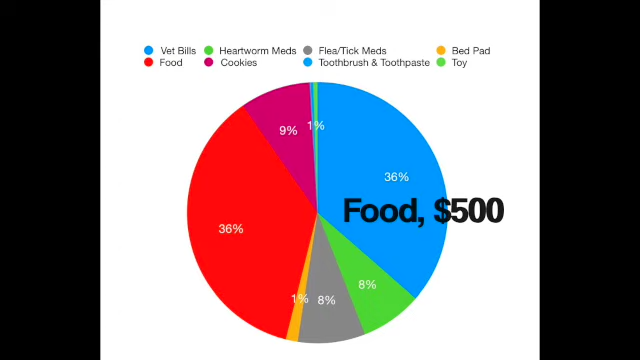 Vet Bills Heartworm Meds Flea/Tick Meds Bed Pad
Food Cookies Toothbrush & Toothpaste Toy
9% 1%
36%
Food, $500
36%
8%
1% 8%